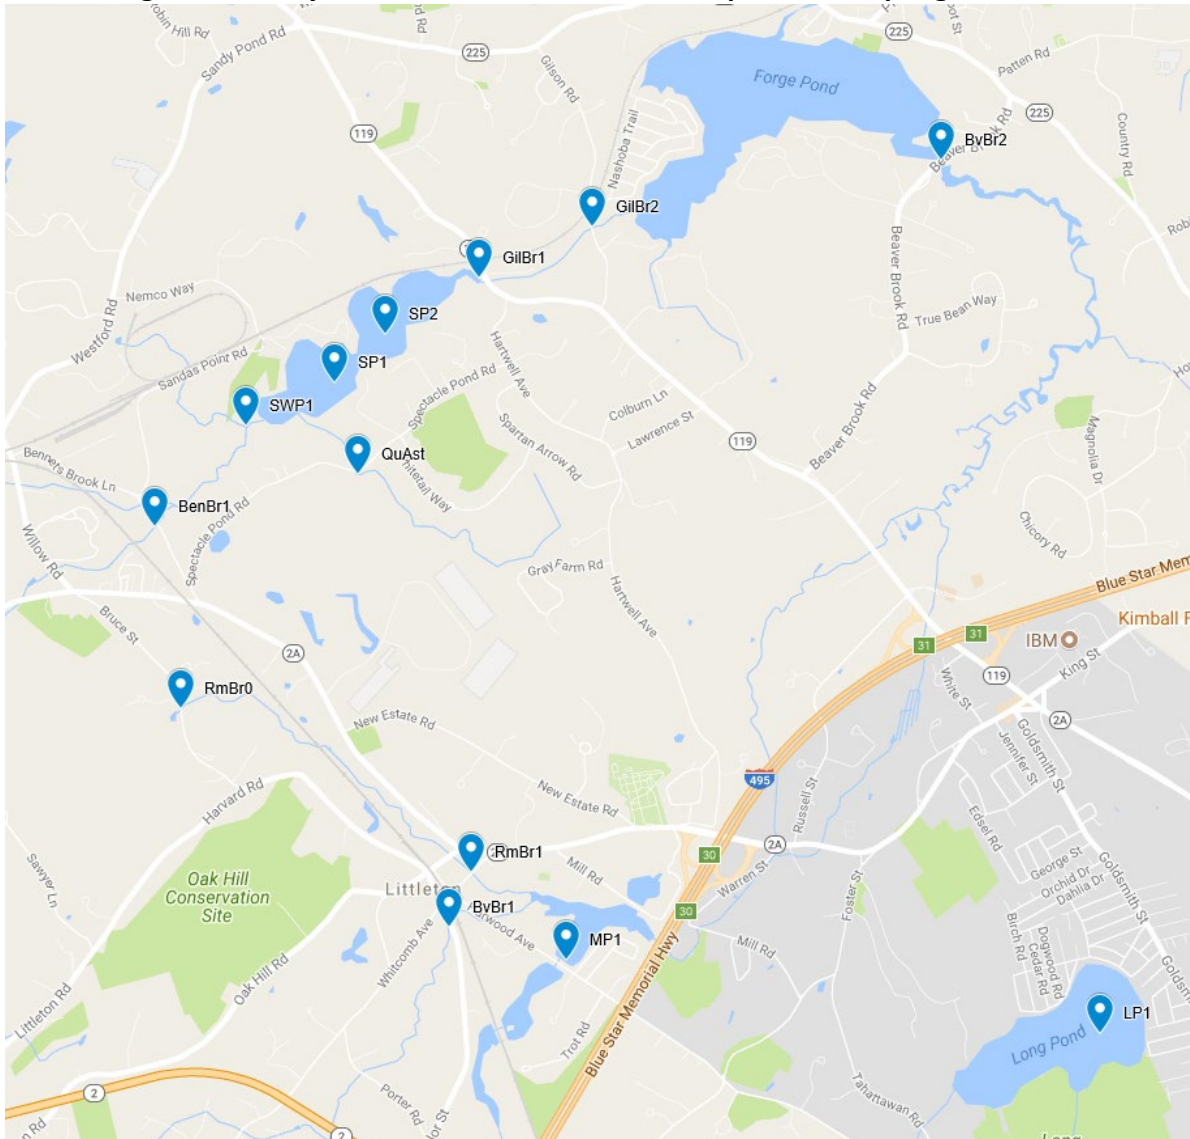 Robin Hill Rd
Sandy Pond Rd
225
Gilson Rd
225
Patten Rd
Forge Pond
119
Nashoba Trail
225
Country Rd
Beaver Brook Rd
BvBr2
GilBr2
GilBr1
Nemco Way
Westford Rd
Beaver Brook Rd
True Bean Way
SP2
Sandas Point Rd
SP1
Hartwell Ave
Spectacle Pond Rd
SWP1
Colburn Ln
Lawrence St
Spartan Arrow Rd
119
Beaver Brook Rd
Magnolia Dr
QuAst
Benners Brook Ln
BenBr1
Spectacle Pond Rd
Willow Rd
Chicory Rd
Gray Farm Rd
Hartwell Ave
Blue Star Mem
Kimball F
Bruce St
31
31
IBM
King St
2A
119
White St
RmBr0
2A
New Estate Rd
Goldsmith St
Jennifer St
495
Harvard Rd
New Estate Rd
Russell St
Edsel Rd
2A
RmBr1
30
Mill Rd
George St
Orchid Dr
Dahlia Dr
Goldsmith St
Warren St
Foster St
Sawyer Ln
Oak Hill
Conservation
Site
Littleton
BvBr1
30
Whitcomb Ave
MP1
Mill Rd
Birch Rd
Dogwood Rd
Cedar Rd
Blue Star Memorial Hwy
Oak Hill Rd
Littleton Rd
LP1
Long Pond
Trot Rd
2
Porter Rd
Tahattawan Rd
2
Long